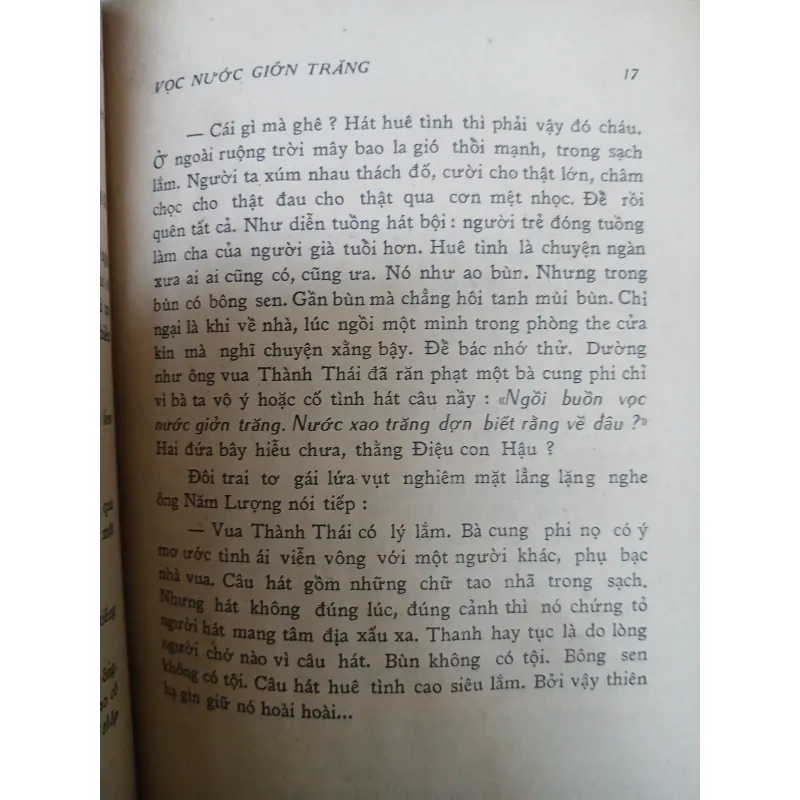 VỌC NƯỚC GIỠN TRĂNG 17
— Cái gì mà ghê ? Hát huê tình thì phải vậy đó cháu.
Ở ngoài ruộng trời mây bao la gió thổi mạnh, trong sạch
lắm. Người ta xúm nhau thách đố, cười cho thật lớn, châm
chọc cho thật đau cho thật qua cơn mệt nhọc. Để rồi
quên tất cả. Như diễn tuồng hát bội : người trẻ đóng tuồng
làm cha của người già tuổi hơn. Huê tình là chuyện ngàn
xưa ai ai cũng có, cũng ưa. Nó như ao bùn. Nhưng trong
bùn có bông sen. Gần bùn mà chẳng hôi tanh mùi bùn. Chỉ
ngại là khi về nhà, lúc ngồi một mình trong phòng the cửa
kín mà nghĩ chuyện xằng bậy. Để bác nhớ thử. Dường
như ông vua Thành Thái đã răn phạt một bà cung phi chỉ
vì bà ta vô ý hoặc cố tình hát câu nầy : «Ngồi buồn vọc
nước giỡn trăng. Nước xao trăng dợn biết rằng về đâu ?»
Hai đứa bây hiểu chưa, thằng Điệu con Hậu ?
Đôi trai tơ gái lứa vụt nghiêm mặt lẳng lặng nghe
ông Năm Lượng nói tiếp :
— Vua Thành Thái có lý lắm. Bà cung phi nọ có ý
mơ ước tình ái viễn vông với một người khác, phụ bạc
nhà vua. Câu hát gồm những chữ tao nhã trong sạch.
Nhưng hát không đúng lúc, đúng cảnh thì nó chứng tỏ
người hát mang tâm địa xấu xa. Thanh hay tục là do lòng
người chớ nào vì câu hát. Bùn không có tội. Bông sen
không có tội. Câu hát huê tình cao siêu lắm. Bởi vậy thiên
hạ gin giữ nó hoài hoài...